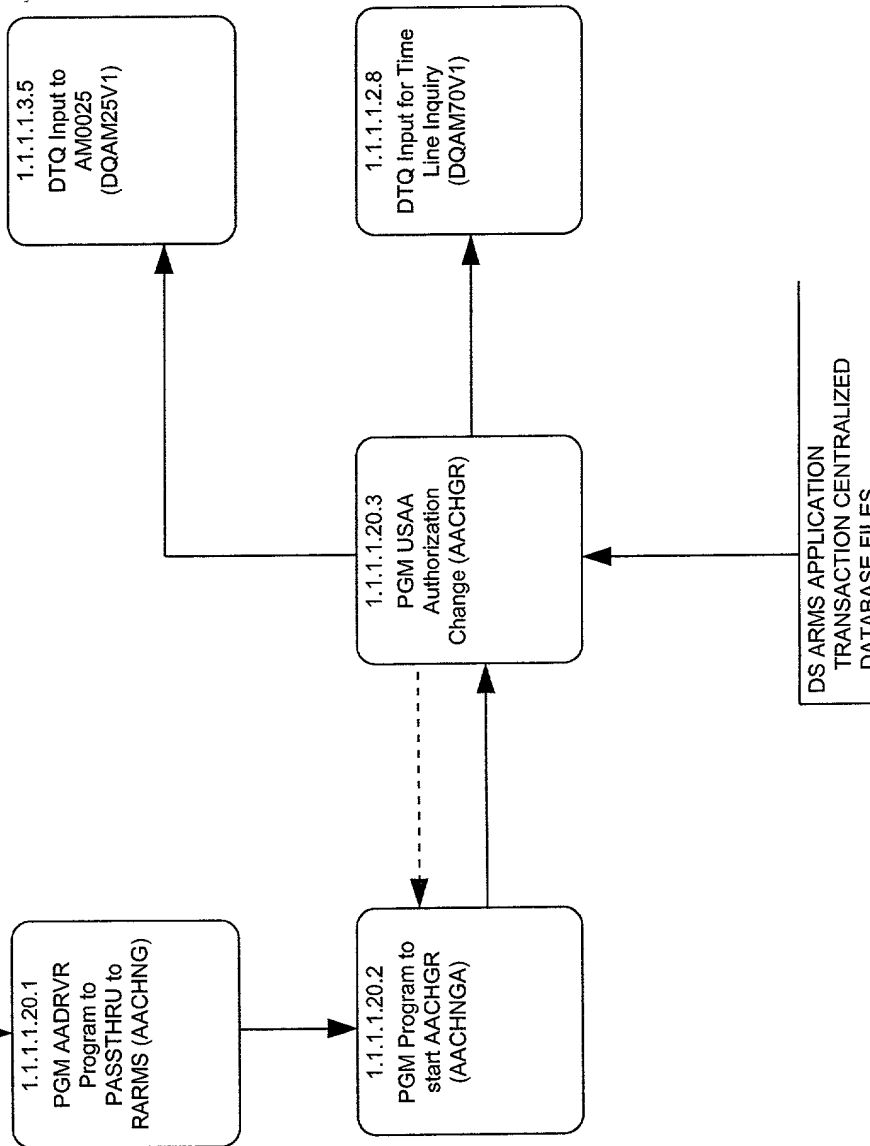 1.1.1.1.3.5
DTQ Input to
AM0025
(DQAM25V1)
1.1.1.1.2.8
DTQ Input for Time
Line Inquiry
(DQAM70V1)
1.1.1.1.20.3
PGM USAA
Authorization
Change (AACHGR)
DS ARMS APPLICATION
TRANSACTION CENTRALIZED
DATABASE FILES
1.1.1.1.20.1
PGM AADRVR
Program to
PASSTHRU to
RARMS (AACHNG)
1.1.1.1.20.2
PGM Program to
start AACHGR
(AACHNGA)